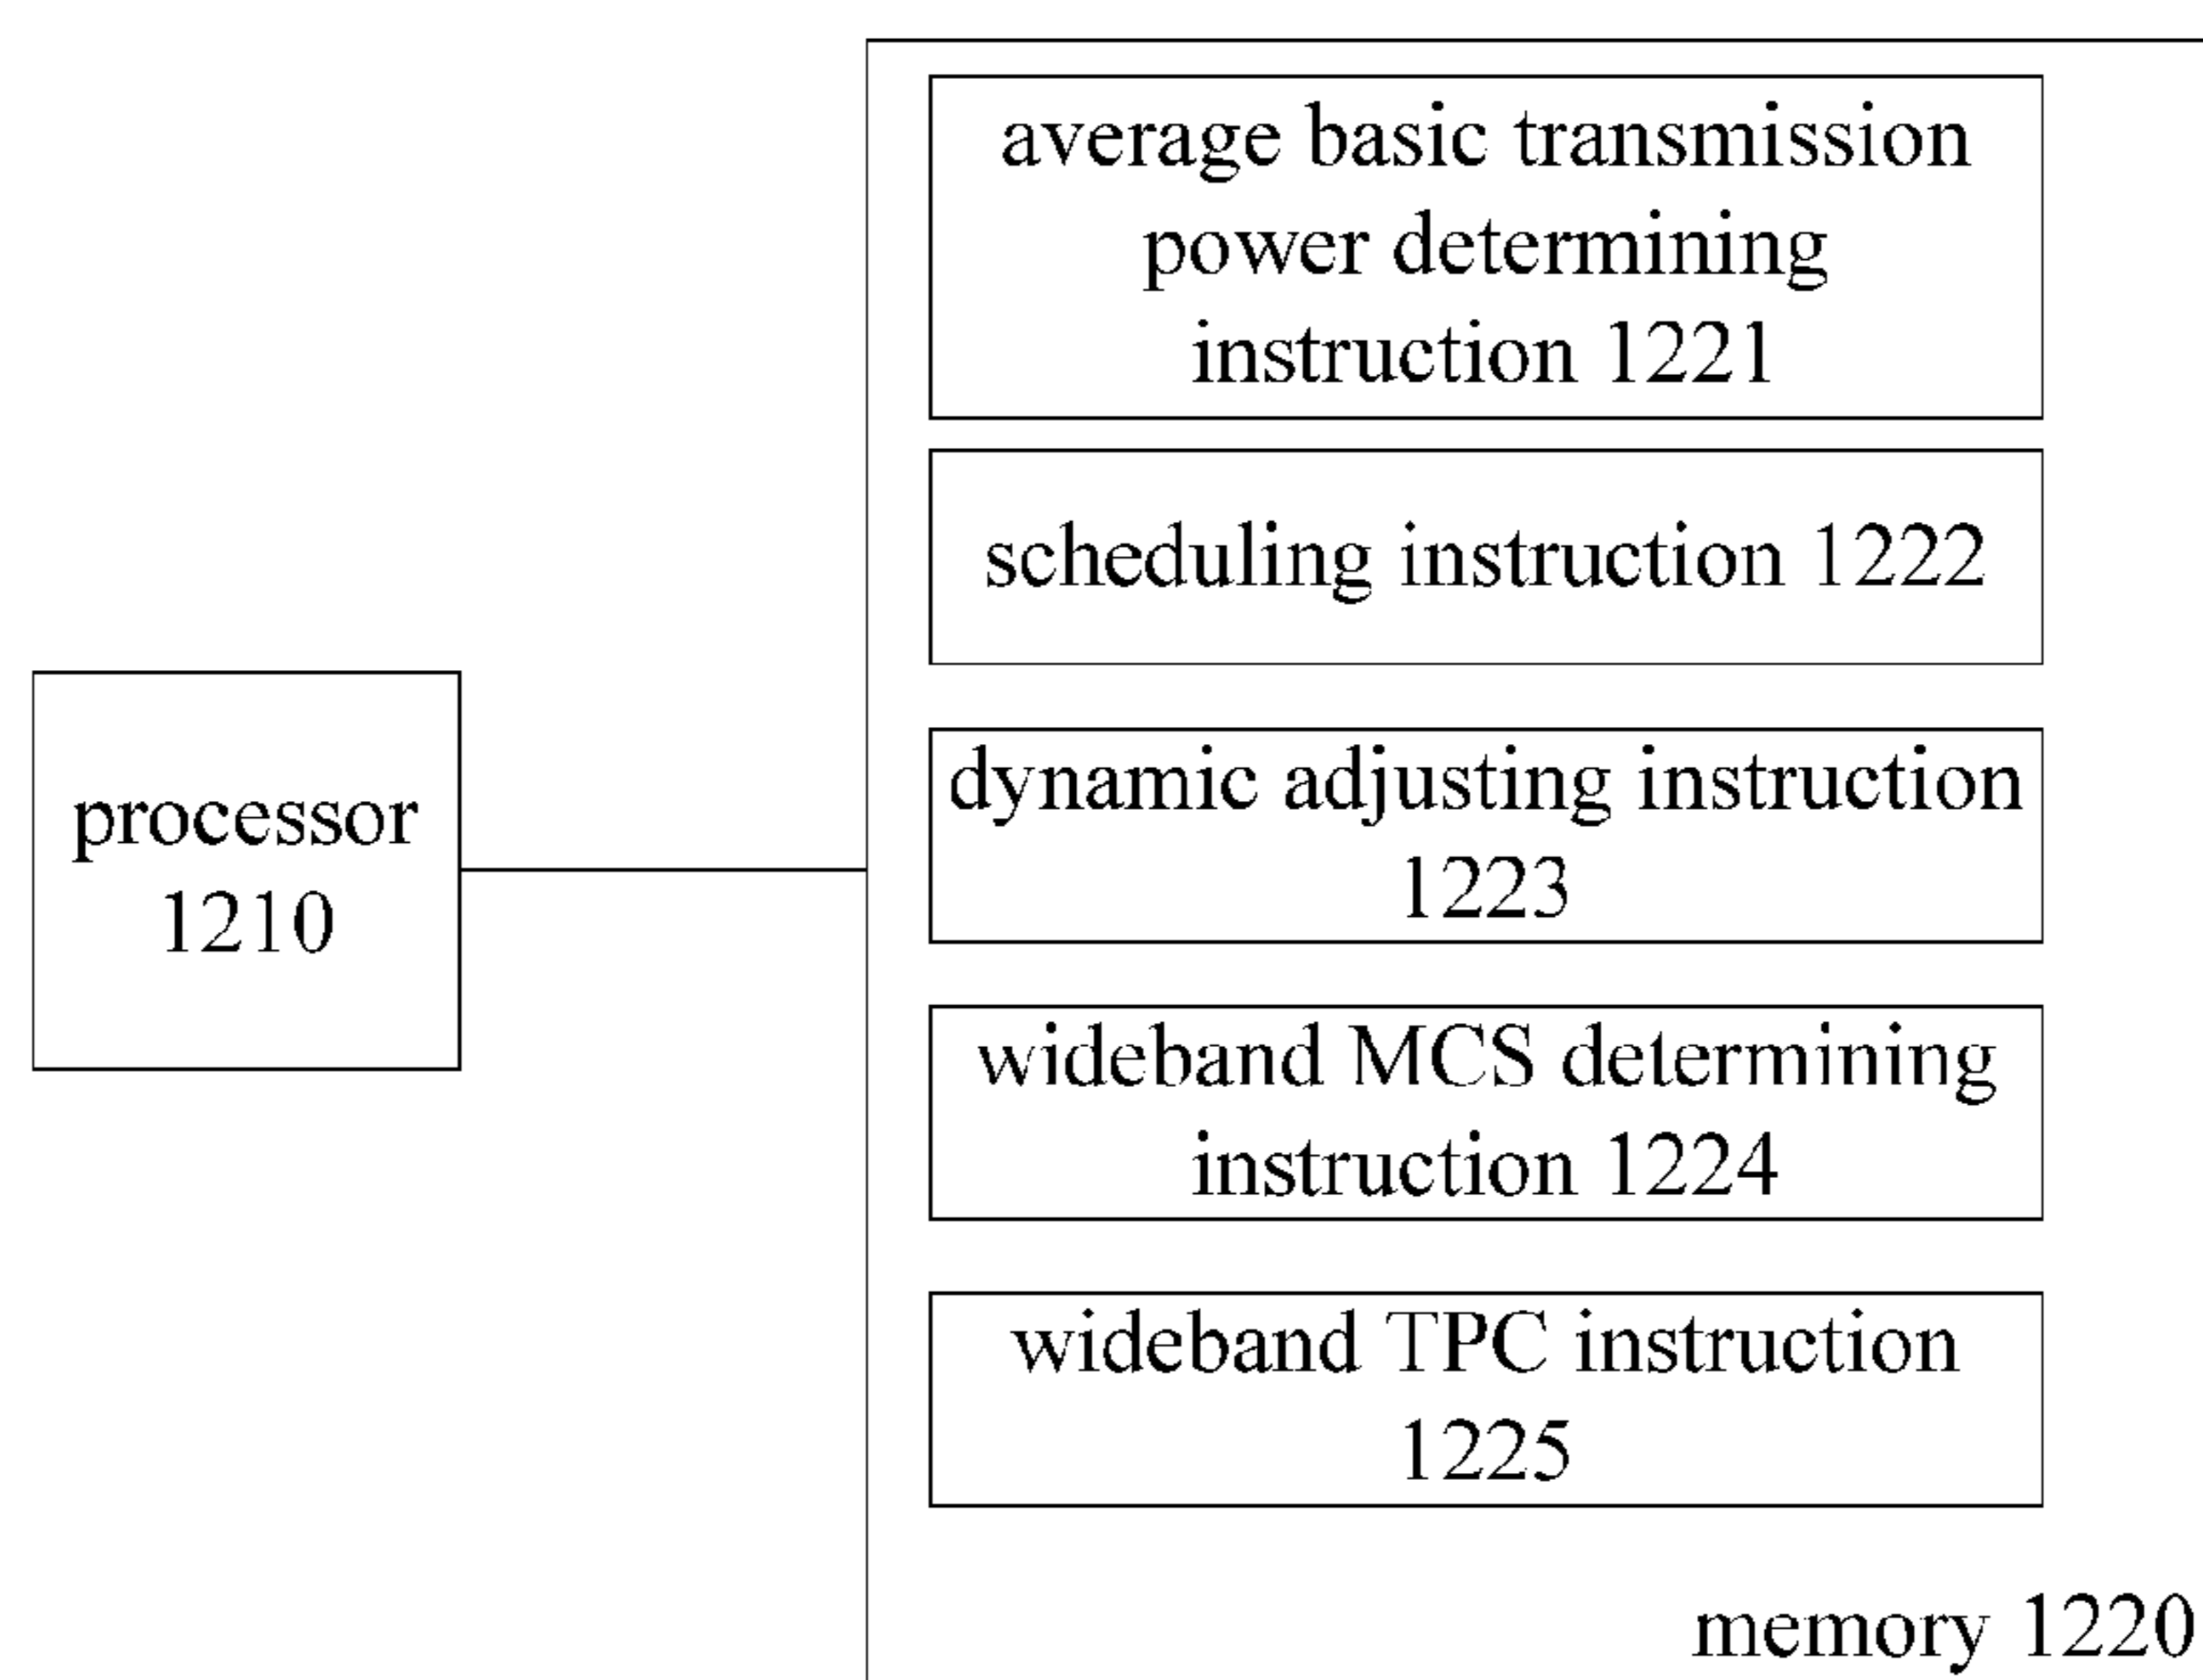 average basic transmission
power determining
instruction 1221
scheduling instruction 1222
dynamic adjusting instruction
1223
processor
1210
wideband MCS determining
instruction 1224
wideband TPC instruction
1225
memory 1220